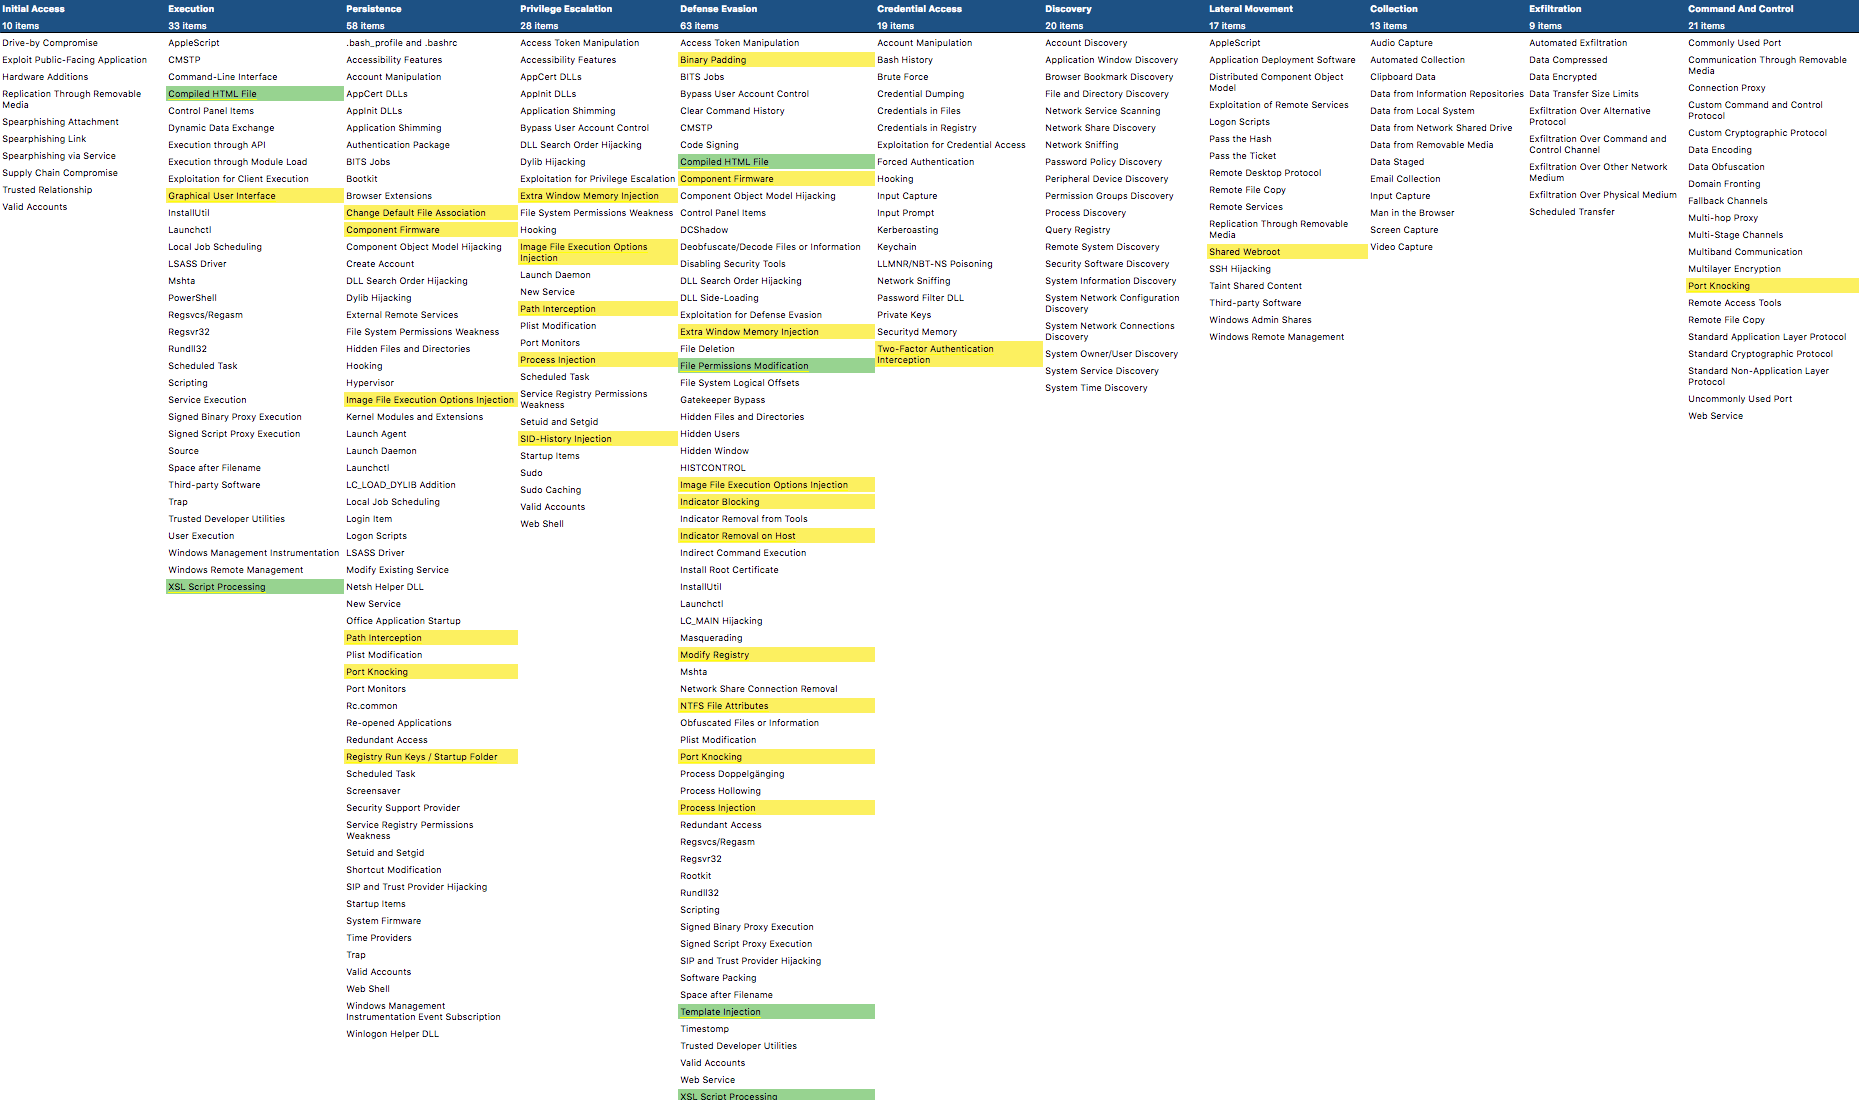 Initial Access
10 items
Drive-by Compromise
Exploit Public-Facing Application
Hardware Additions
Replication Through Removable
Media
Spearphishing Attachment
Spearphishing Link
Spearphishing via Service
Supply Chain Compromise
Trusted Relationship
Valid Accounts
Execution
33 items
AppleScript
CMSTP
Command-Line Interface
Compiled HTML File
Control Panel Items
Dynamic Data Exchange
Execution through API
Execution through Module Load
Exploitation for Client Execution
Graphical User Interface
InstallUtil
Launchctl
Local Job Scheduling
LSASS Driver
Mshta
PowerShell
Regsvcs/Regasm
Regsvr32
Rundll32
Scheduled Task
Scripting
Service Execution
Signed Binary Proxy Execution
Signed Script Proxy Execution
Source
Space after Filename
Third-party Software
Trap
Trusted Developer Utilities
User Execution
Windows Management Instrumentation
Windows Remote Management
XSL Script Processing
Persistence
58 items
.bash_profile and .bashrc
Accessibility Features
Account Manipulation
AppCert DLLs
AppInit DLLs
Application Shimming
Authentication Package
BITS Jobs
Bootkit
Browser Extensions
Change Default File Association
Component Firmware
Component Object Model Hijacking
Create Account
DLL Search Order Hijacking
Dylib Hijacking
External Remote Services
File System Permissions Weakness
Hidden Files and Directories
Hooking
Hypervisor
Image File Execution Options Injection
Kernel Modules and Extensions
Launch Agent
Launch Daemon
Launchctl
LC_LOAD_DYLIB Addition
Local Job Scheduling
Login Item
Logon Scripts
LSASS Driver
Modify Existing Service
Netsh Helper DLL
New Service
Office Application Startup
Path Interception
Plist Modification
Port Knocking
Port Monitors
Rc.common
Re-opened Applications
Redundant Access
Registry Run Keys / Startup Folder
Scheduled Task
Screensaver
Security Support Provider
Service Registry Permissions
Weakness
Setuid and Setgid
Shortcut Modification
SIP and Trust Provider Hijacking
Startup Items
System Firmware
Time Providers
Trap
Valid Accounts
Web Shell
Windows Management
Instrumentation Event Subscription
Winlogon Helper DLL
Privilege Escalation
28 items
Access Token Manipulation
Accessibility Features
AppCert DLLs
AppInit DLLs
Application Shimming
Bypass User Account Control
DLL Search Order Hijacking
Dylib Hijacking
Exploitation for Privilege Escalation
Extra Window Memory Injection
File System Permissions Weakness
Hooking
Image File Execution Options
Injection
Launch Daemon
New Service
Path Interception
Plist Modification
Port Monitors
Process Injection
Scheduled Task
Service Registry Permissions
Weakness
Setuid and Setgid
SID-History Injection
Startup Items
Sudo
Sudo Caching
Valid Accounts
Web Shell
Defense Evasion
63 items
Access Token Manipulation
Binary Padding
BITS Jobs
Bypass User Account Control
Clear Command History
CMSTP
Code Signing
Compiled HTML File
Component Firmware
Component Object Model Hijacking
Control Panel Items
DCShadow
Deobfuscate/Decode Files or Information
Disabling Security Tools
DLL Search Order Hijacking
DLL Side-Loading
Exploitation for Defense Evasion
Extra Window Memory Injection
File Deletion
File Permissions Modification
File System Logical Offsets
Gatekeeper Bypass
Hidden Files and Directories
Hidden Users
Hidden Window
HISTCONTROL
Image File Execution Options Injection
Indicator Blocking
Indicator Removal from Tools
Indicator Removal on Host
Indirect Command Execution
Install Root Certificate
InstallUtil
Launchctl
LC_MAIN Hijacking
Masquerading
Modify Registry
Mshta
Network Share Connection Removal
NTFS File Attributes
Obfuscated Files or Information
Plist Modification
Port Knocking
Process Doppelgänging
Process Hollowing
Process Injection
Redundant Access
Regsvcs/Regasm
Regsvr32
Rootkit
Rundll32
Scripting
Signed Binary Proxy Execution
Signed Script Proxy Execution
SIP and Trust Provider Hijacking
Software Packing
Space after Filename
Template Injection
Timestomp
Trusted Developer Utilities
Valid Accounts
Web Service
XSL Script Processing
Credential Access
19 items
Account Manipulation
Bash History
Brute Force
Credential Dumping
Credentials in Files
Credentials in Registry
Exploitation for Credential Access
Forced Authentication
Hooking
Input Capture
Input Prompt
Kerberoasting
Keychain
LLMNR/NBT-NS Poisoning
Network Sniffing
Password Filter DLL
Private Keys
Securityd Memory
Two-Factor Authentication
Interception
Discovery
20 items
Account Discovery
Application Window Discovery
Browser Bookmark Discovery
File and Directory Discovery
Network Service Scanning
Network Share Discovery
Network Sniffing
Password Policy Discovery
Peripheral Device Discovery
Permission Groups Discovery
Process Discovery
Query Registry
Remote System Discovery
Security Software Discovery
System Information Discovery
System Network Configuration
Discovery
System Network Connections
Discovery
System Owner/User Discovery
System Service Discovery
System Time Discovery
Lateral Movement
17 items
AppleScript
Application Deployment Software
Distributed Component Object
Model
Exploitation of Remote Services
Logon Scripts
Pass the Hash
Pass the Ticket
Remote Desktop Protocol
Remote File Copy
Remote Services
Replication Through Removable
Media
Shared Webroot
SSH Hijacking
Taint Shared Content
Third-party Software
Windows Admin Shares
Windows Remote Management
Collection
13 items
Audio Capture
Automated Collection
Clipboard Data
Data from Information Repositories
Data from Local System
Data from Network Shared Drive
Data from Removable Media
Data Staged
Email Collection
Input Capture
Man in the Browser
Screen Capture
Video Capture
Exfiltration
9 items
Automated Exfiltration
Data Compressed
Data Encrypted
Data Transfer Size Limits
Exfiltration Over Alternative
Protocol
Exfiltration Over Command and
Control Channel
Exfiltration Over Other Network
Medium
Exfiltration Over Physical Medium
Scheduled Transfer
Command And Control
21 items
Commonly Used Port
Communication Through Removable
Media
Connection Proxy
Custom Command and Control
Protocol
Custom Cryptographic Protocol
Data Encoding
Data Obfuscation
Domain Fronting
Fallback Channels
Multi-hop Proxy
Multi-Stage Channels
Multiband Communication
Multilayer Encryption
Port Knocking
Remote Access Tools
Remote File Copy
Standard Application Layer Protocol
Standard Cryptographic Protocol
Standard Non-Application Layer
Protocol
Uncommonly Used Port
Web Service